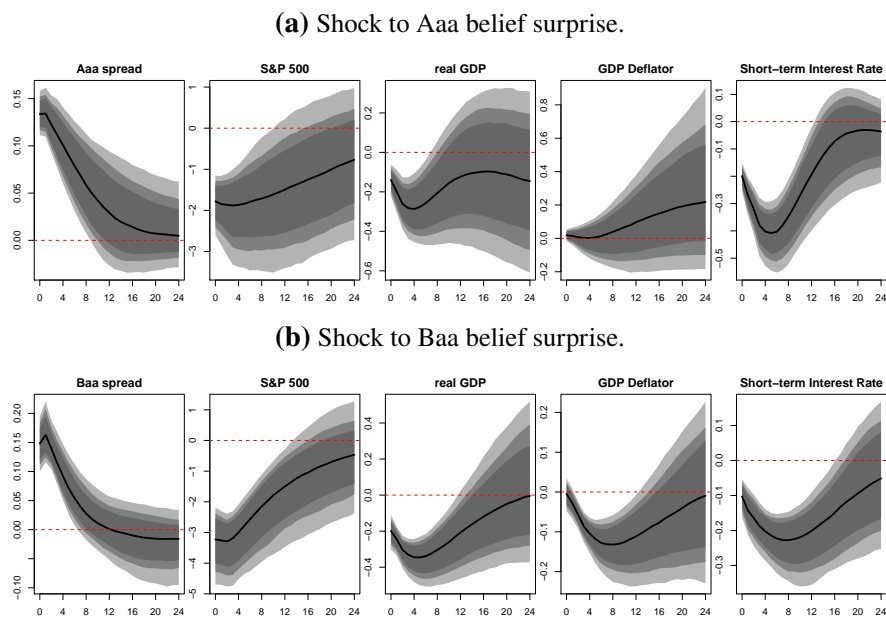 (a) Shock to Aaa belief surprise.
Aaa spread S&P 500 real GDP GDP Deflator Short−term Interest Rate
0.15 0.10 0.05 0.00
1 0 −1 −2 −3
0.2 0.0 −0.2 −0.4 −0.6
0.8 0.6 0.4 0.2 0.0 −0.2
0.1 −0.1 −0.3 −0.5
0 4 8 12 16 20 24 0 4 8 12 16 20 24 0 4 8 12 16 20 24 0 4 8 12 16 20 24 0 4 8 12 16 20 24
(b) Shock to Baa belief surprise.
Baa spread S&P 500 real GDP GDP Deflator Short−term Interest Rate
0.20 0.15 0.10 0.05 0.00 −0.10
1 0 −1 −2 −3 −4 −5
0.4 0.2 0.0 −0.2 −0.4
0.2 0.1 0.0 −0.1 −0.2
0.1 0.0 −0.1 −0.2 −0.3
0 4 8 12 16 20 24 0 4 8 12 16 20 24 0 4 8 12 16 20 24 0 4 8 12 16 20 24 0 4 8 12 16 20 24